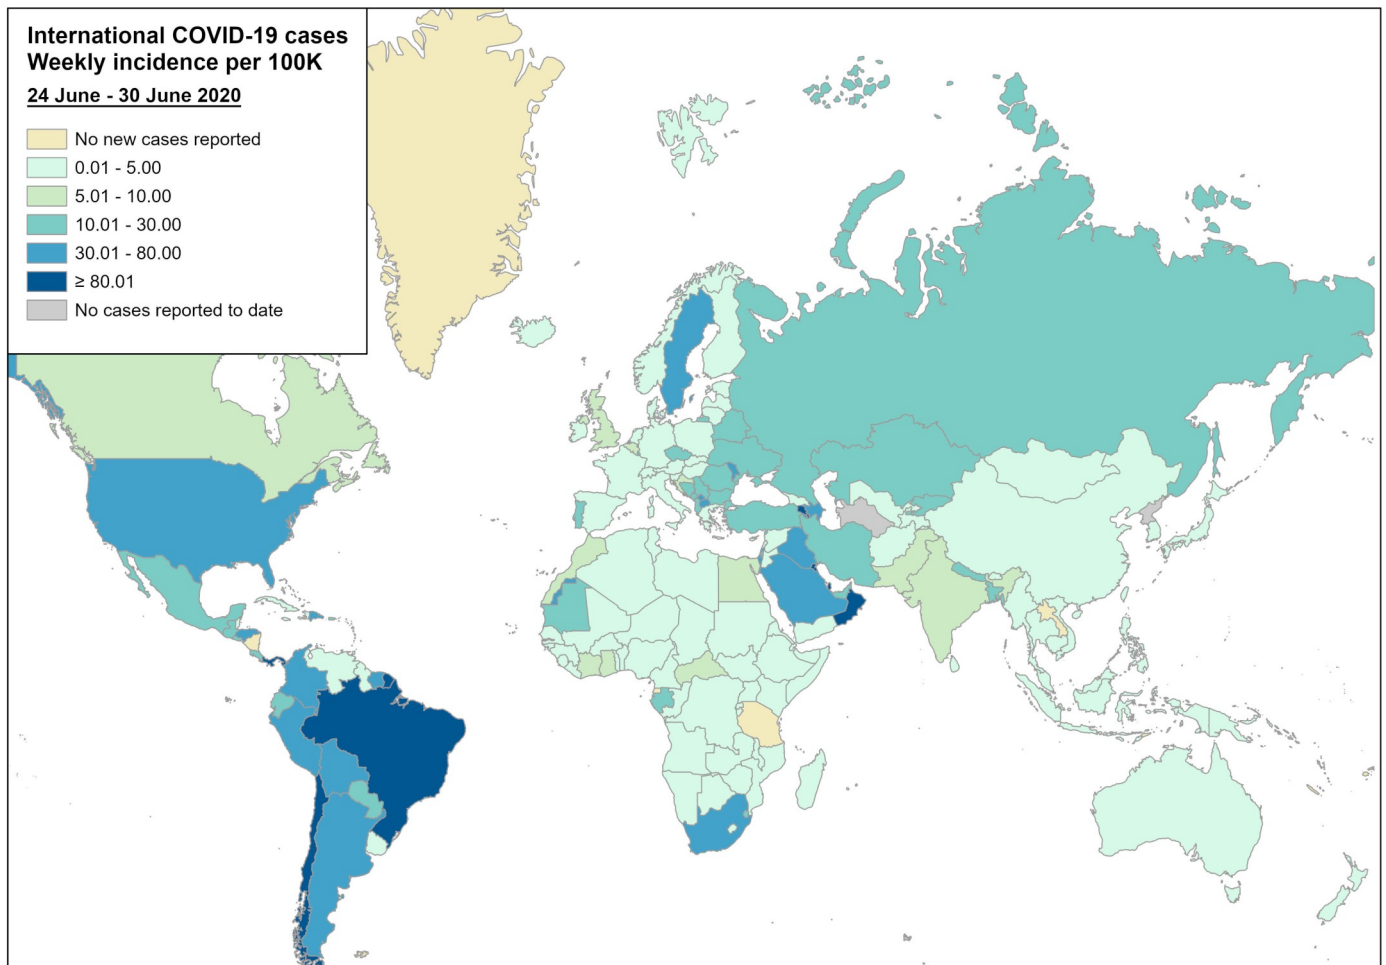 International COVID-19 cases
Weekly incidence per 100K
24 June - 30 June 2020
No new cases reported
0.01 - 5.00
5.01 - 10.00
10.01 - 30.00
30.01 - 80.00
≥ 80.01
No cases reported to date